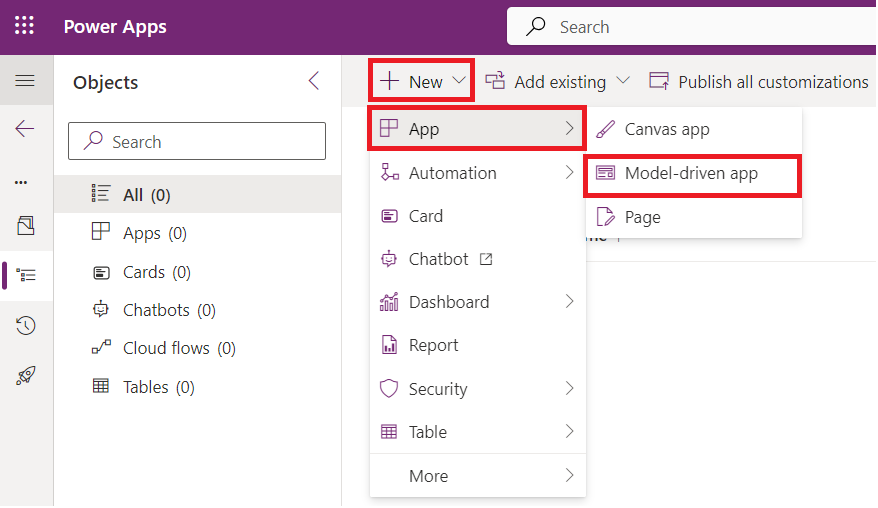 Power Apps
Search
Objects
New
Add existing
Publish all customizations
Search
All (0)
Apps (0)
Cards (0)
Chatbots (0)
Cloud flows (0)
Tables (0)
App
Automation
Card
Chatbot
Dashboard
Report
Security
Table
More
Canvas app
Model-driven app
Page